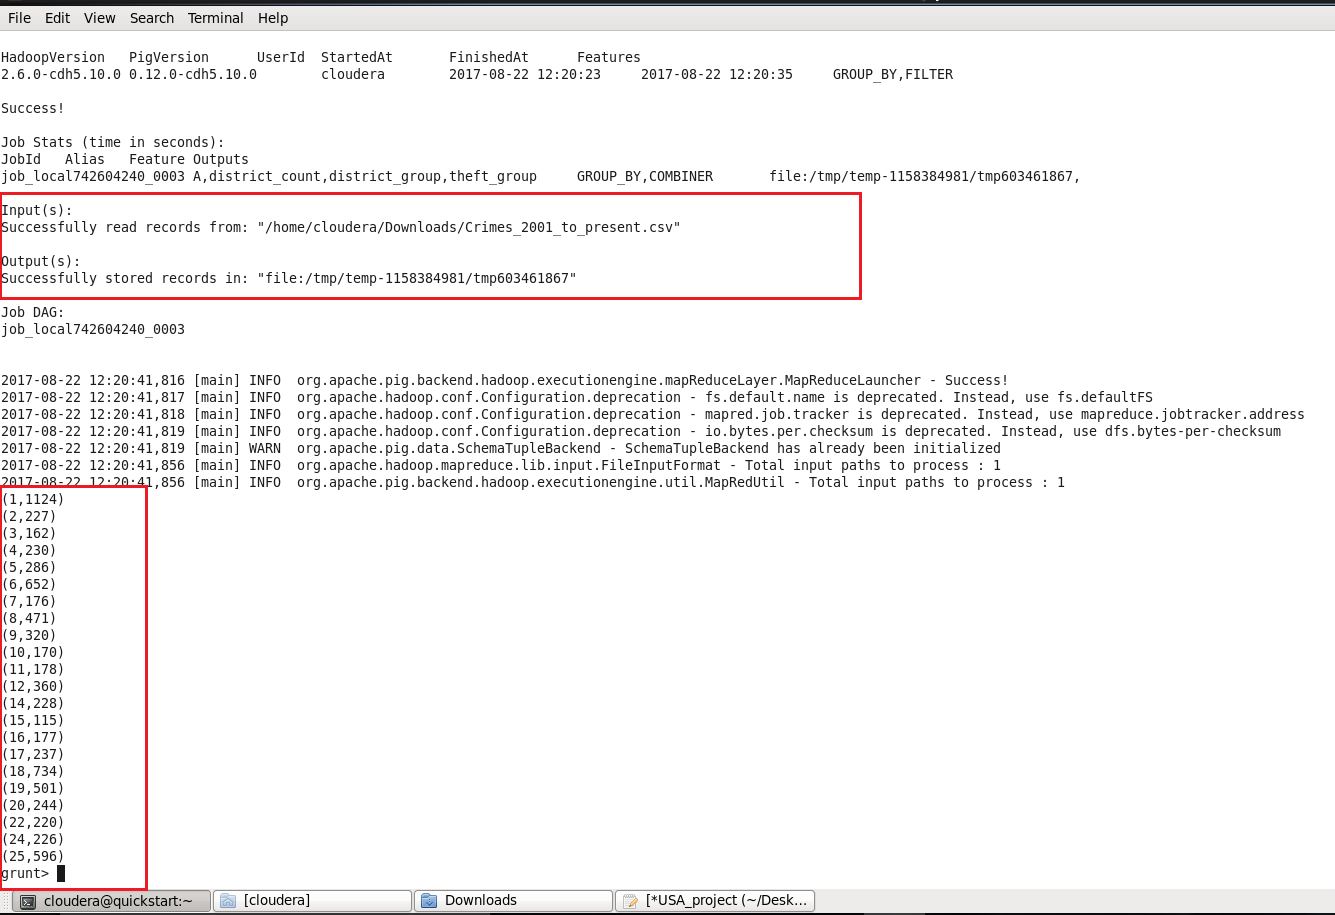 File Edit View Search Terminal Help
HadoopVersion PigVersion UserId StartedAt FinishedAt Features
2.6.0-cdh5.10.0 0.12.0-cdh5.10.0 cloudera 2017-08-22 12:20:23 2017-08-22 12:20:35 GROUP_BY,FILTER
Success!
Job Stats (time in seconds):
JobId Alias Feature Outputs
job_local742604240_0003 A,district_count,district_group,theft_group GROUP_BY,COMBINER file:/tmp/temp-1158384981/tmp603461867,
Input(s):
Successfully read records from: "/home/cloudera/Downloads/Crimes_2001_to_present.csv"
Output(s):
Successfully stored records in: "file:/tmp/temp-1158384981/tmp603461867"
Job DAG:
job_local742604240_0003
2017-08-22 12:20:41,816 [main] INFO org.apache.pig.backend.hadoop.executionengine.mapReduceLayer.MapReduceLauncher - Success!
2017-08-22 12:20:41,817 [main] INFO org.apache.hadoop.conf.Configuration.deprecation - fs.default.name is deprecated. Instead, use fs.defaultFS
2017-08-22 12:20:41,818 [main] INFO org.apache.hadoop.conf.Configuration.deprecation - mapred.job.tracker is deprecated. Instead, use mapreduce.jobtracker.address
2017-08-22 12:20:41,819 [main] INFO org.apache.hadoop.conf.Configuration.deprecation - io.bytes.per.checksum is deprecated. Instead, use dfs.bytes-per-checksum
2017-08-22 12:20:41,819 [main] WARN org.apache.pig.data.SchemaTupleBackend - SchemaTupleBackend has already been initialized
2017-08-22 12:20:41,856 [main] INFO org.apache.hadoop.mapreduce.lib.input.FileInputFormat - Total input paths to process : 1
2017-08-22 12:20:41,856 [main] INFO org.apache.pig.backend.hadoop.executionengine.util.MapRedUtil - Total input paths to process : 1
(1,1124)
(2,227)
(3,162)
(4,230)
(5,286)
(6,652)
(7,176)
(8,471)
(9,320)
(10,170)
(11,178)
(12,360)
(14,228)
(15,115)
(16,177)
(17,237)
(18,734)
(19,501)
(20,244)
(22,220)
(24,226)
(25,596)
grunt>
cloudera@quickstart:~ [cloudera] Downloads [*USA_project (~/Desk...